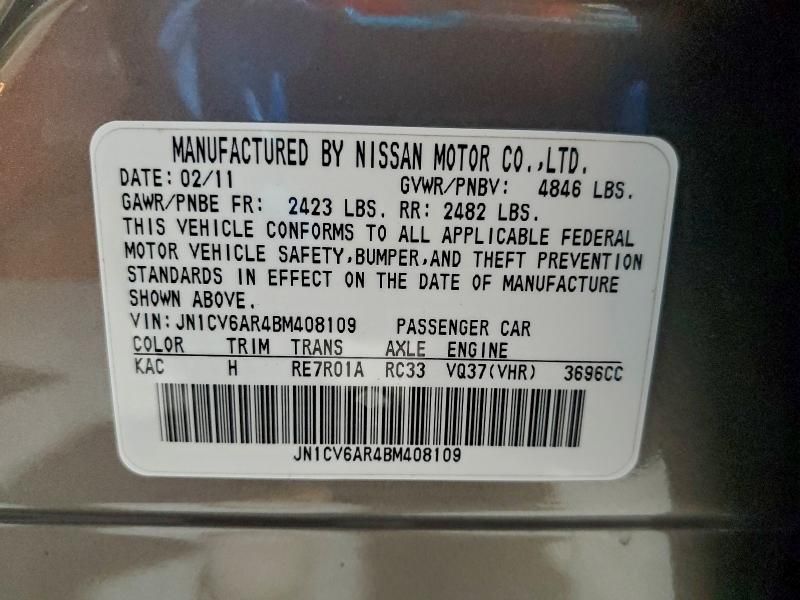 MANUFACTURED BY NISSAN MOTOR CO.,LTD.
DATE: 02/11 GVWR/PNBV: 4846 LBS.
GAWR/PNBE FR: 2423 LBS. RR: 2482 LBS.
THIS VEHICLE CONFORMS TO ALL APPLICABLE FEDERAL
MOTOR VEHICLE SAFETY,BUMPER,AND THEFT PREVENTION
STANDARDS IN EFFECT ON THE DATE OF MANUFACTURE
SHOWN ABOVE.
VIN: JN1CV6AR4BM408109 PASSENGER CAR
COLOR TRIM TRANS AXLE ENGINE
KAC H RE7R01A RC33 VQ37(VHR) 3696CC
JN1CV6AR4BM408109